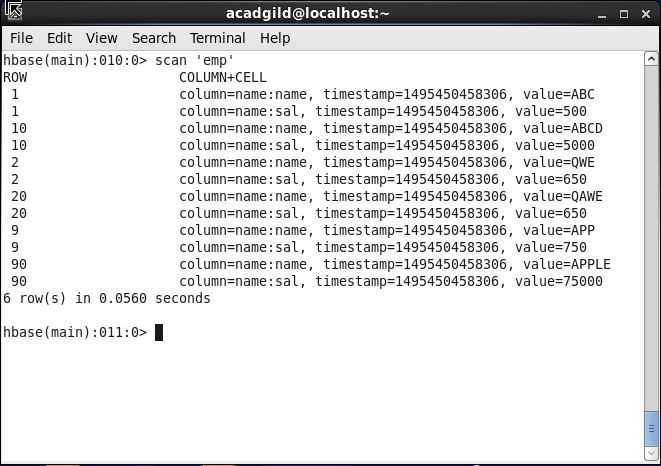 acadgild@localhost:~
File Edit View Search Terminal Help
hbase(main):010:0> scan 'emp'
ROW COLUMN+CELL
1 column=name:name, timestamp=1495450458306, value=ABC
1 column=name:sal, timestamp=1495450458306, value=500
10 column=name:name, timestamp=1495450458306, value=ABCD
10 column=name:sal, timestamp=1495450458306, value=5000
2 column=name:name, timestamp=1495450458306, value=QWE
2 column=name:sal, timestamp=1495450458306, value=650
20 column=name:name, timestamp=1495450458306, value=QAWE
20 column=name:sal, timestamp=1495450458306, value=650
9 column=name:name, timestamp=1495450458306, value=APP
9 column=name:sal, timestamp=1495450458306, value=750
90 column=name:name, timestamp=1495450458306, value=APPLE
90 column=name:sal, timestamp=1495450458306, value=75000
6 row(s) in 0.0560 seconds
hbase(main):011:0>